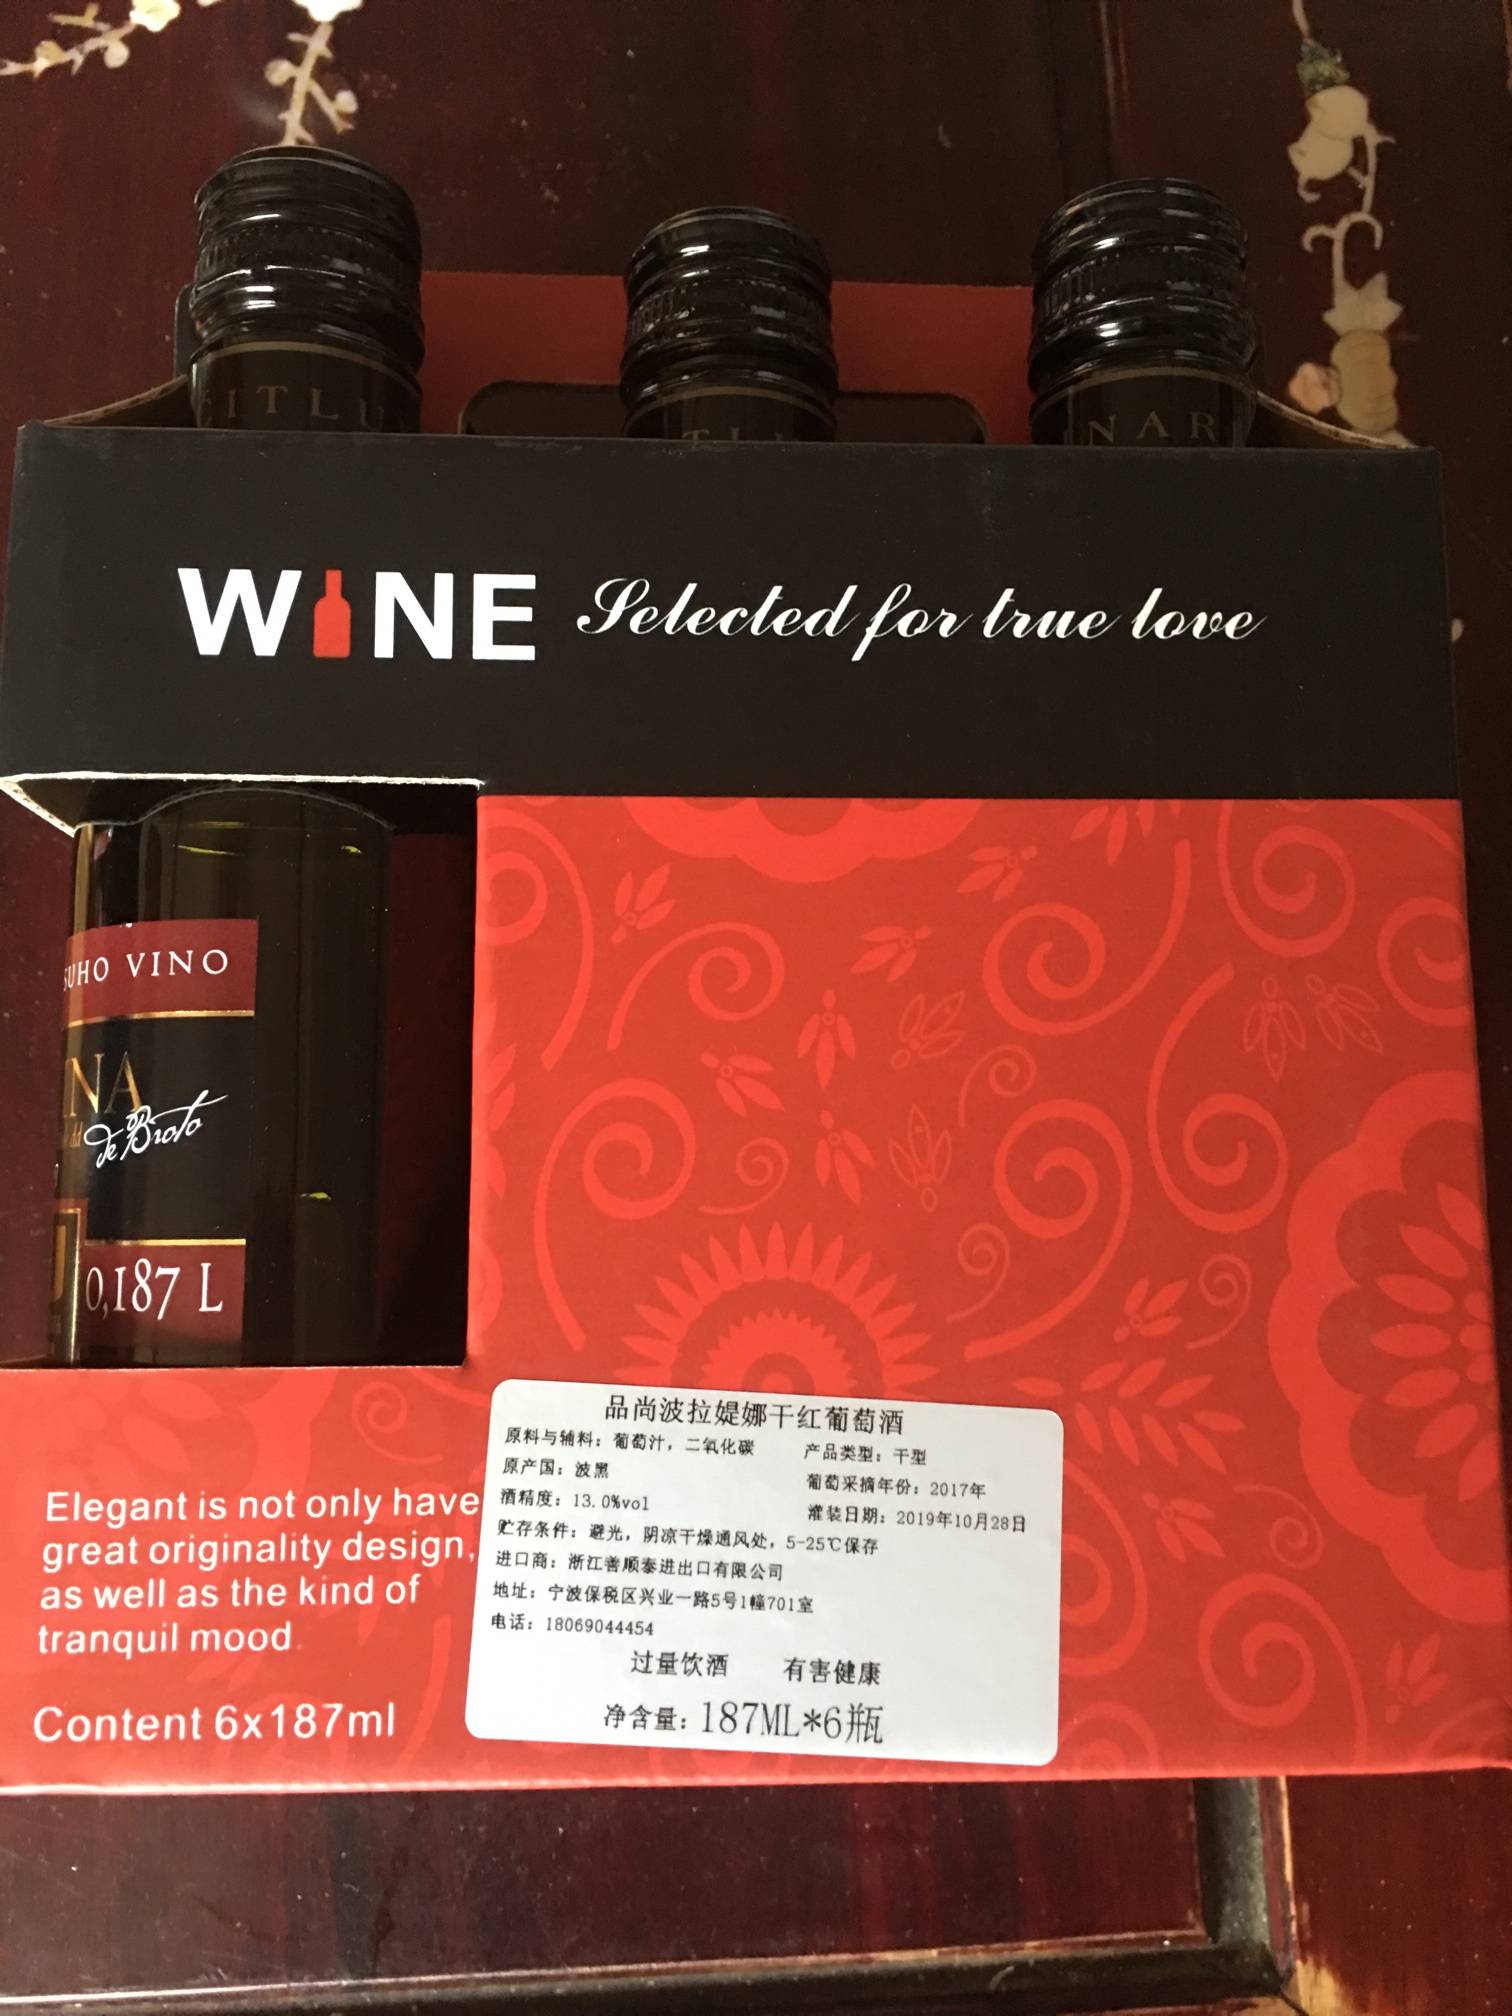 WINE Selected for true love
SUHO VINO
de Broto
0,187 L
Elegant is not only have
great originality design,
as well as the kind of
tranquil mood.
Content 6x187ml
品尚波拉媞娜干红葡萄酒
原料与辅料：葡萄汁，二氧化碳 产品类型：干型
原产国：波黑 葡萄采摘年份：2017年
酒精度：13.0%vol 灌装日期：2019年10月28日
贮存条件：避光，阴凉干燥通风处，5-25℃保存
进口商：浙江善顺泰进出口有限公司
地址：宁波保税区兴业一路5号1幢701室
电话：18069044454
过量饮酒 有害健康
净含量：187ML*6瓶